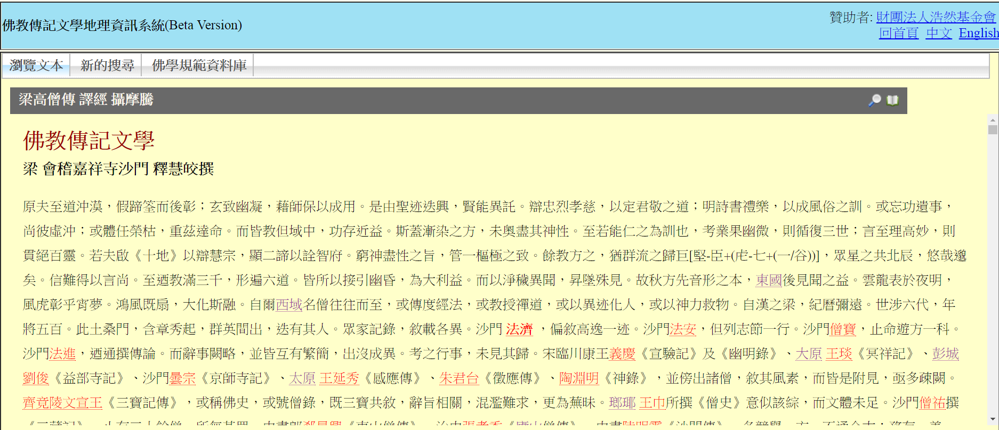 佛教傳記文學地理資訊系統(Beta Version)
贊助者: 財團法人浩然基金會
回首頁 中文 English
瀏覽文本 新的搜尋 佛學規範資料庫
梁高僧傳 譯經 攝摩騰
佛教傳記文學
梁 會稽嘉祥寺沙門 釋慧皎撰
原夫至道沖漠，假蹄筌而後彰；玄致幽凝，藉師保以成用。是由聖迹迭興，賢能異託。辯忠烈孝慈，以定君敬之道；明詩書禮樂，以成風俗之訓。或忘功遺事，
尚彼虛沖；或體任榮枯，重茲達命。而皆教但域中，功存近益。斯蓋漸染之方，未奧盡其神性。至若能仁之為訓也，考業果幽微，則循復三世；言至理高妙，則
貫絕百靈。若夫啟《十地》以辯慧宗，顯二諦以詮智府。窮神盡性之旨，管一樞極之致。餘教方之，猶群流之歸巨[堅-臣+(虍-七+(一/谷))]，眾星之共北辰，悠哉邈
矣。信難得以言尚。至迺教滿三千，形遍六道。皆所以接引幽昏，為大利益。而以淨穢異聞，昇墜殊見。故秋方先音形之本，東國後見聞之益。雲龍表於夜明，
風虎彰乎宵夢。鴻風既扇，大化斯融。自爾西域名僧往往而至，或傳度經法，或教授禪道，或以異迹化人，或以神力救物。自漢之梁，紀曆彌遠。世涉六代，年
將五百。此土桑門，含章秀起，群英間出，迭有其人。眾家記錄，敘載各異。沙門 法濟 ，偏敘高逸一迹。沙門法安，但列志節一行。沙門僧寶，止命遊方一科。
沙門法進，迺通撰傳論。而辭事闕略，並皆互有繁簡，出沒成異。考之行事，未見其歸。宋臨川康王義慶《宣驗記》及《幽明錄》、大原 王琰《冥祥記》、彭城
劉俊《益部寺記》、沙門曇宗《京師寺記》、太原 王延秀《感應傳》、朱君台《徵應傳》、陶淵明《神錄》，並傍出諸僧，敘其風素，而皆是附見，亟多疎闕。
齊竟陵文宣王《三寶記傳》，或稱佛史，或號僧錄，既三寶共敘，辭旨相關，混濫難求，更為蕪昧。瑯瑘 王巾所撰《僧史》意似該綜，而文體未足。沙門僧祐撰